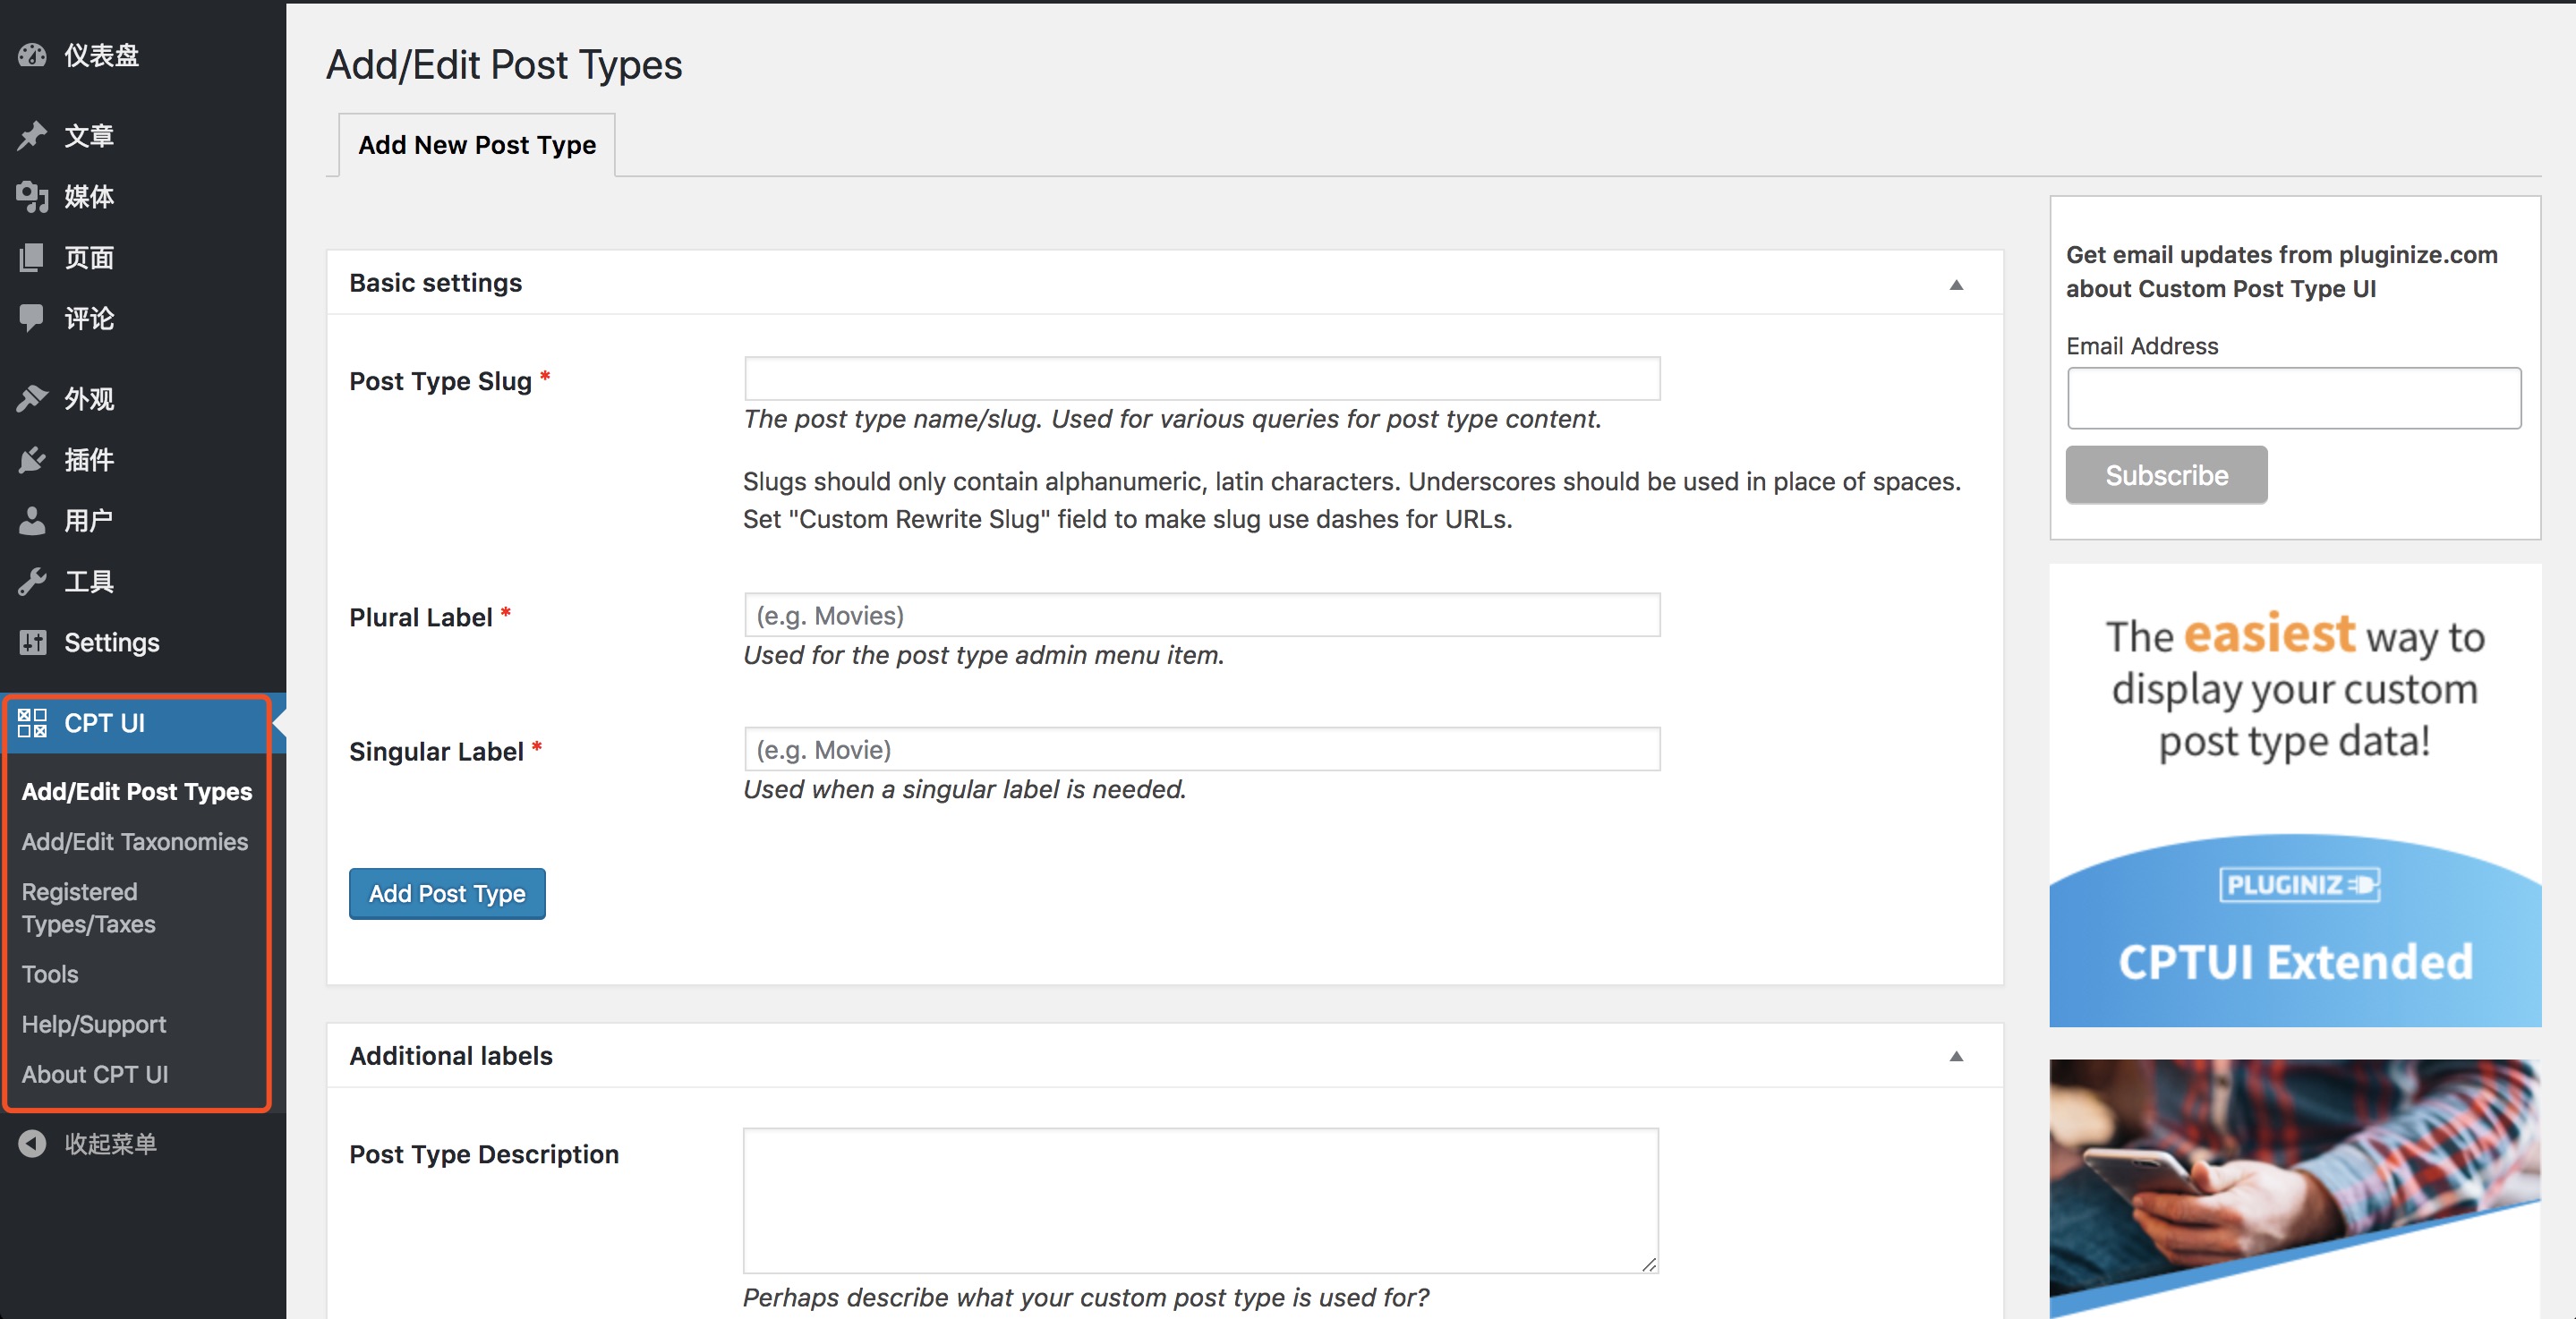 仪表盘
文章
媒体
页面
评论
外观
插件
用户
工具
Settings
CPT UI
Add/Edit Post Types
Add/Edit Taxonomies
Registered
Types/Taxes
Tools
Help/Support
About CPT UI
收起菜单
Add/Edit Post Types
Add New Post Type
Basic settings
Post Type Slug *
The post type name/slug. Used for various queries for post type content.
Slugs should only contain alphanumeric, latin characters. Underscores should be used in place of spaces.
Set "Custom Rewrite Slug" field to make slug use dashes for URLs.
Plural Label *
(e.g. Movies)
Used for the post type admin menu item.
Singular Label *
(e.g. Movie)
Used when a singular label is needed.
Add Post Type
Additional labels
Post Type Description
Perhaps describe what your custom post type is used for?
Get email updates from pluginize.com
about Custom Post Type UI
Email Address
Subscribe
The easiest way to
display your custom
post type data!
PLUGINIZ
CPTUI Extended